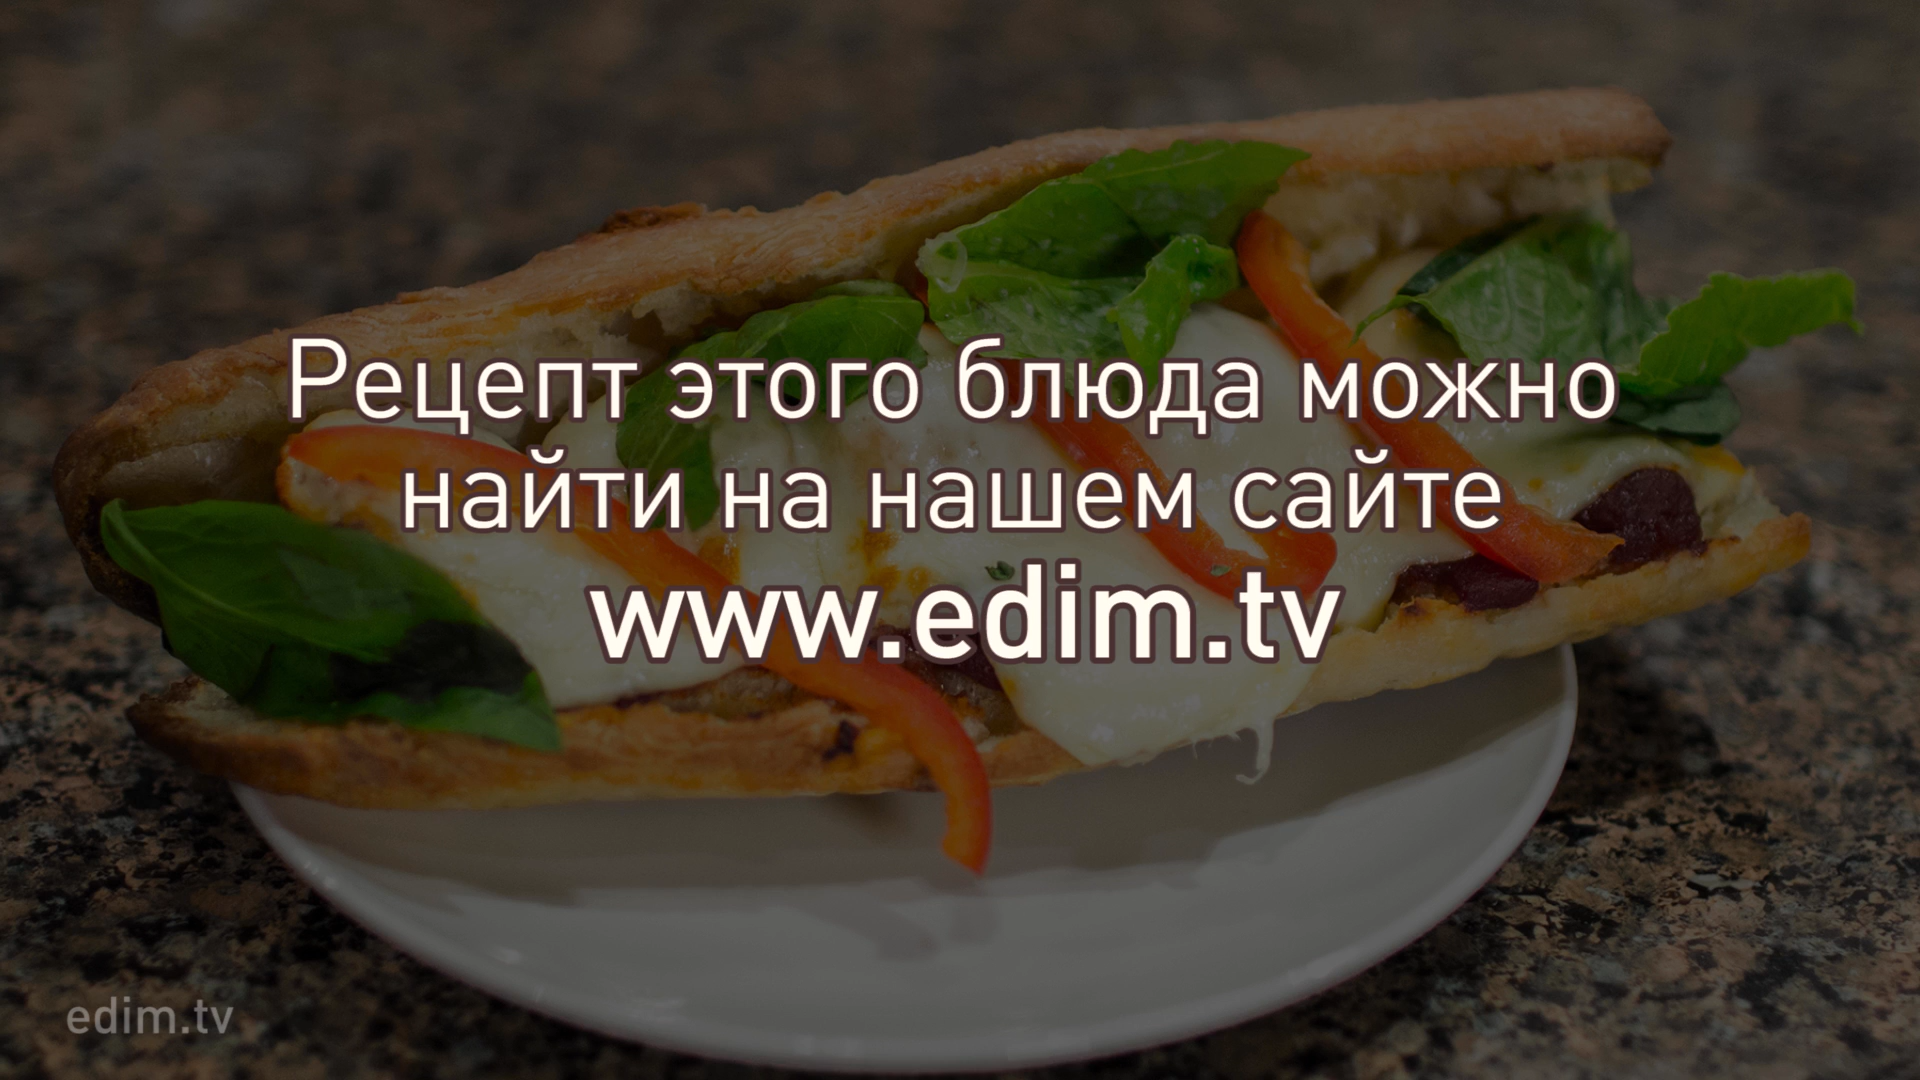 Рецепт этого блюда можно
найти на нашем сайте
www.edim.tv
edim.tv